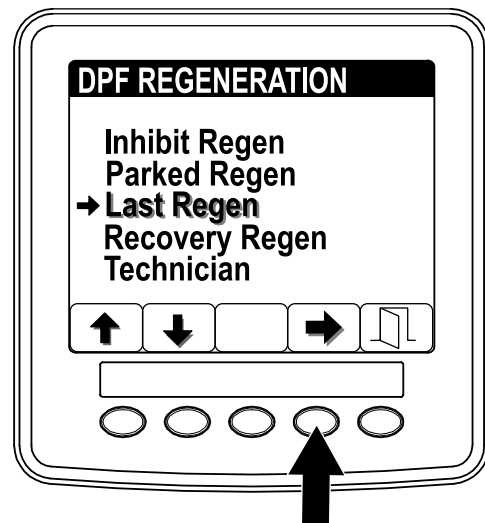 DPF REGENERATION
Inhibit Regen
Parked Regen
Last Regen
Recovery Regen
Technician